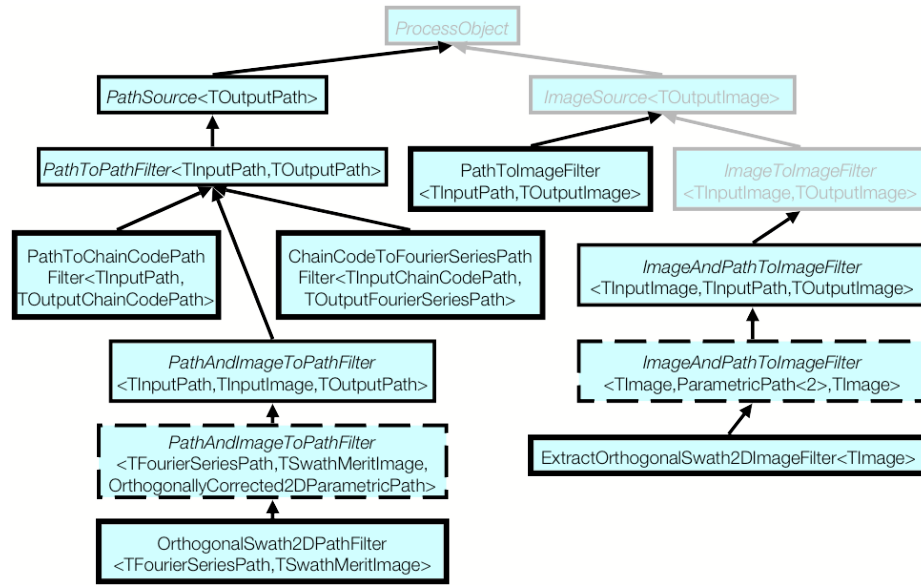 ProcessObject
PathSource<TOutputPath>
ImageSource<TOutputImage>
PathToPathFilter<TInputPath,TOutputPath>
PathToImageFilter
<TInputPath,TOutputImage>
ImageToImageFilter
<TInputImage,TOutputImage>
PathToChainCodePath
Filter<TInputPath,
TOutputChainCodePath>
ChainCodeToFourierSeriesPath
Filter<TInputChainCodePath,
TOutputFourierSeriesPath>
ImageAndPathToImageFilter
<TInputImage,TInputPath,TOutputImage>
PathAndImageToPathFilter
<TInputPath,TInputImage,TOutputPath>
ImageAndPathToImageFilter
<TImage,ParametricPath<2>,TImage>
PathAndImageToPathFilter
<TFourierSeriesPath,TSwathMeritImage,
OrthogonallyCorrected2DParametricPath>
ExtractOrthogonalSwath2DImageFilter<TImage>
OrthogonalSwath2DPathFilter
<TFourierSeriesPath,TSwathMeritImage>